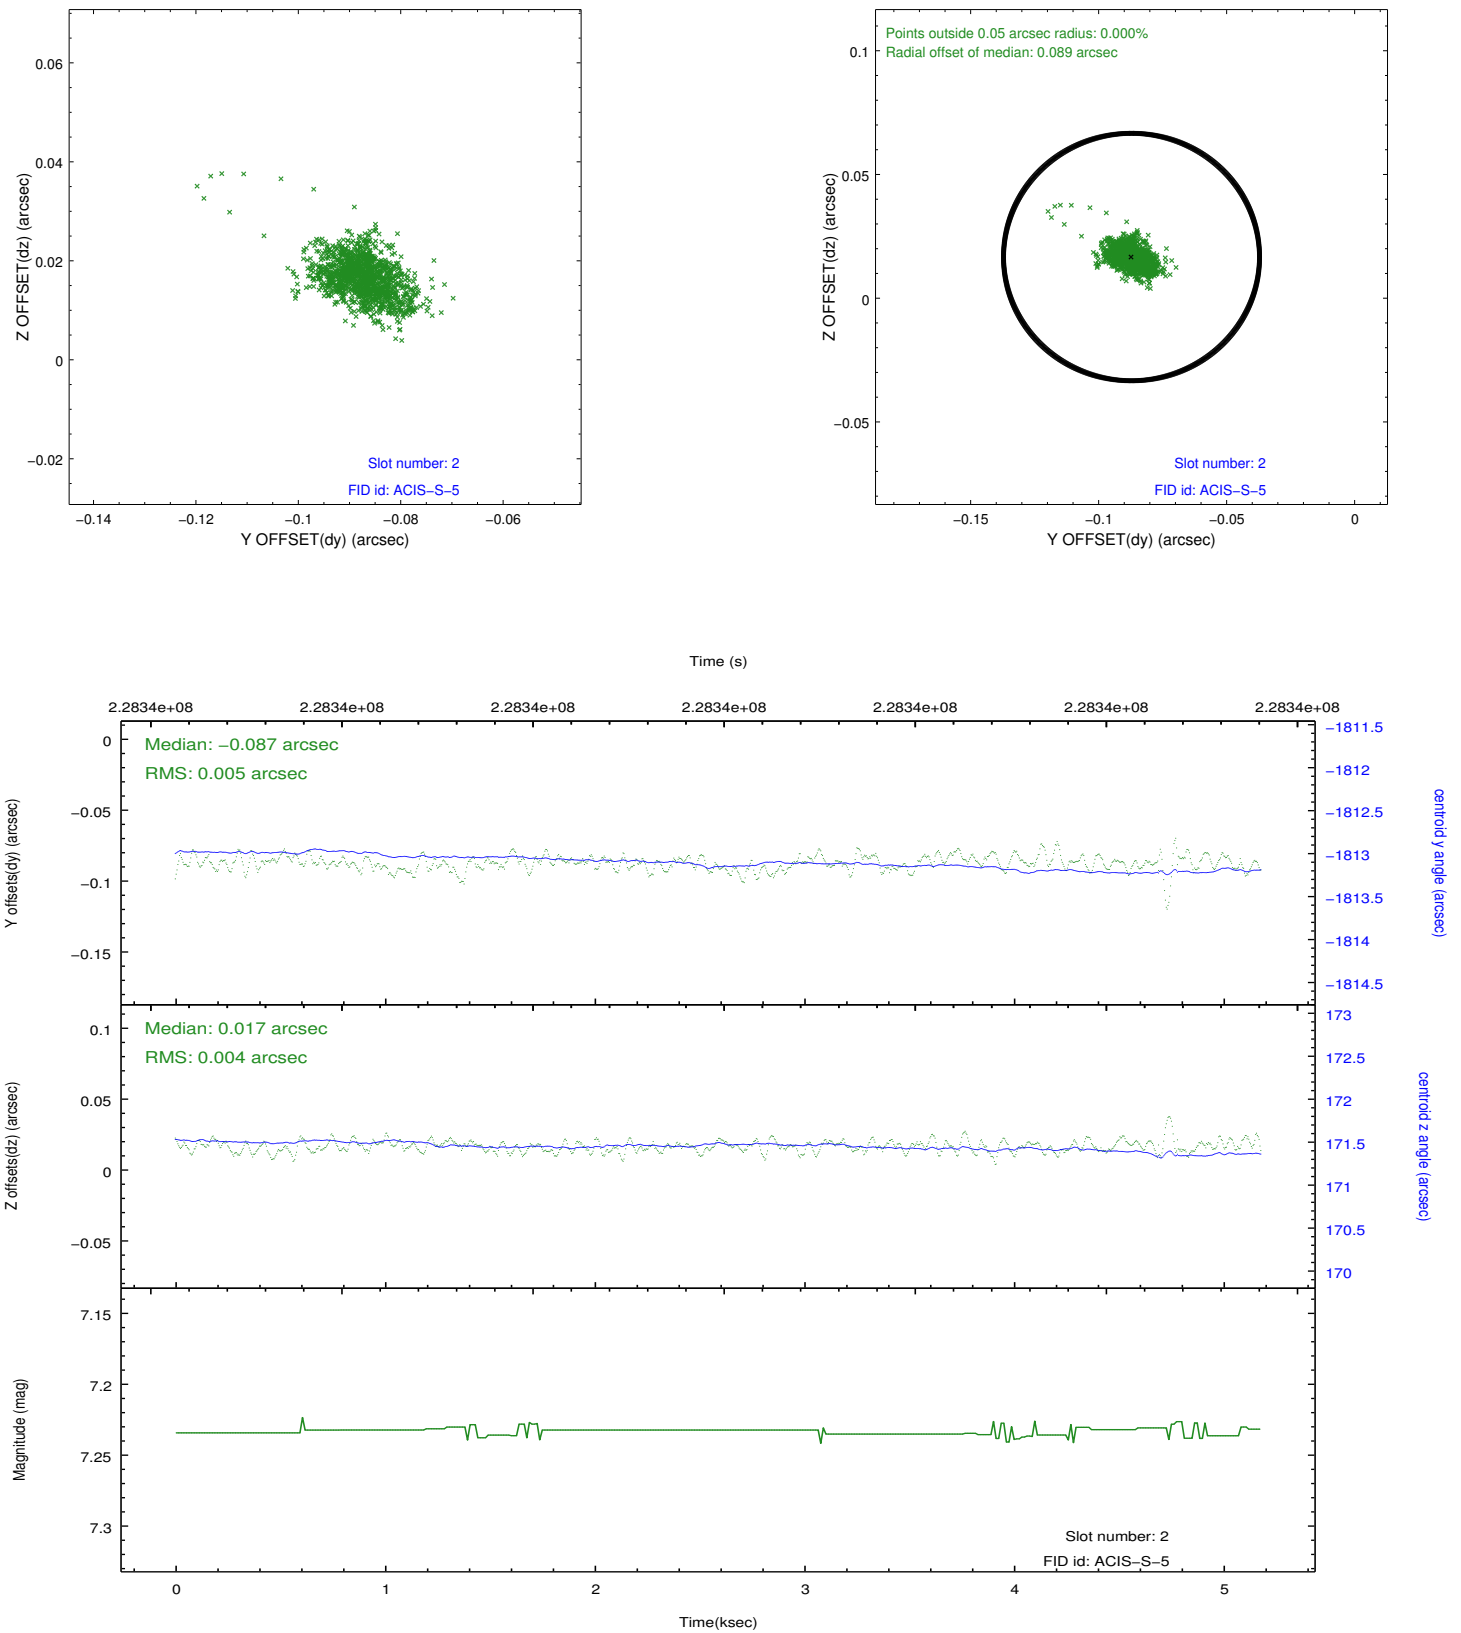 0.06
0.04
0.02
0
−0.02
Z OFFSET(dz) (arcsec)
Slot number: 2
FID id: ACIS−S−5
−0.14 −0.12 −0.1 −0.08 −0.06
Y OFFSET(dy) (arcsec)
Points outside 0.05 arcsec radius: 0.000%
Radial offset of median: 0.089 arcsec
0.1
0.05
0
−0.05
Z OFFSET(dz) (arcsec)
Slot number: 2
FID id: ACIS−S−5
−0.15 −0.1 −0.05 0
Y OFFSET(dy) (arcsec)
Time (s)
2.2834e+08 2.2834e+08 2.2834e+08 2.2834e+08 2.2834e+08 2.2834e+08 2.2834e+08
Median: −0.087 arcsec
RMS: 0.005 arcsec
0
−0.05
−0.1
−0.15
Y offsets(dy) (arcsec)
−1811.5
−1812
−1812.5
−1813
−1813.5
−1814
−1814.5
centroid y angle (arcsec)
Median: 0.017 arcsec
RMS: 0.004 arcsec
0.1
0.05
0
−0.05
Z offsets(dz) (arcsec)
173
172.5
172
171.5
171
170.5
170
centroid z angle (arcsec)
7.15
7.2
7.25
7.3
Magnitude (mag)
Slot number: 2
FID id: ACIS−S−5
0 1 2 3 4 5
Time(ksec)